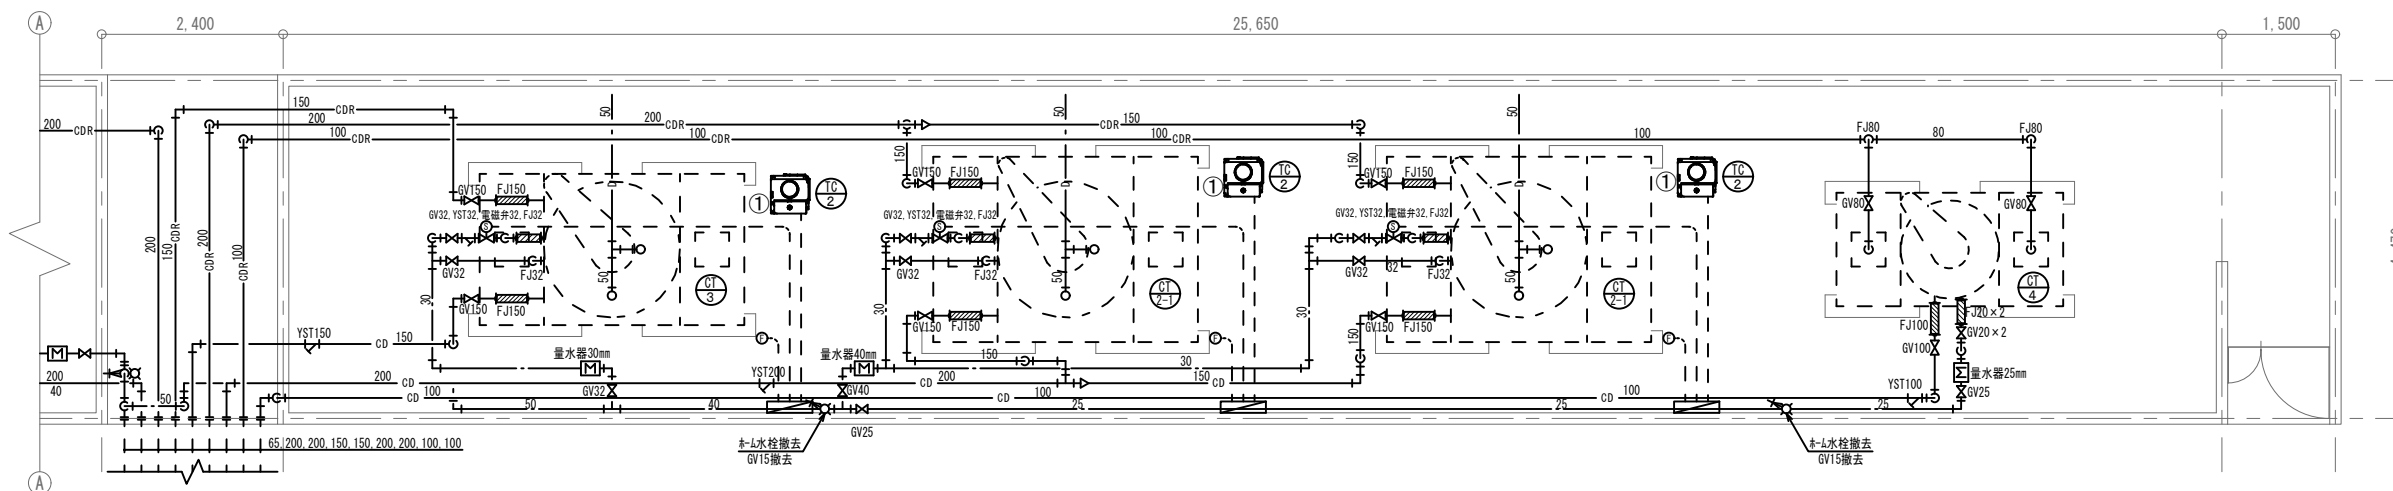 A
2,400
25,650
1,500
150
CDR
200
CDR
200
200
CDR
150
CDR
100
CDR
100
CDR
100
CDR
100
FJ80
80
FJ80
50
50
50
150
150
GV150
FJ150
GV150
FJ150
GV150
FJ150
1
TC
2
1
TC
2
1
TC
2
GV32,YST32,電磁弁32,FJ32
GV32,YST32,電磁弁32,FJ32
GV32,YST32,電磁弁32,FJ32
S
S
S
GV80
GV80
200
150
CDR
200
CDR
100
CDR
D
D
D
GV32
FJ32
50
GV32
FJ32
50
GV32
32
FJ32
50
CT
3
CT
2-1
CT
2-1
CT
4
30
30
30
GV150
FJ150
GV150
FJ150
150
GV150
FJ150
FJ100
FJ20×2
GV20×2
GV100
YST150
CD
150
F
F
F
M
量水器30mm
M
量水器40mm
M
150
30
量水器25mm
M
200
40
200
CD
YST200
CD
200
150
CD
GV32
GV40
YST100
GV25
50
100
CD
100
CD
100
CD
50
40
25
25
25
GV25
65,200,200,150,150,200,200,100,100
ホーム水栓撤去
GV15撤去
ホーム水栓撤去
GV15撤去
A